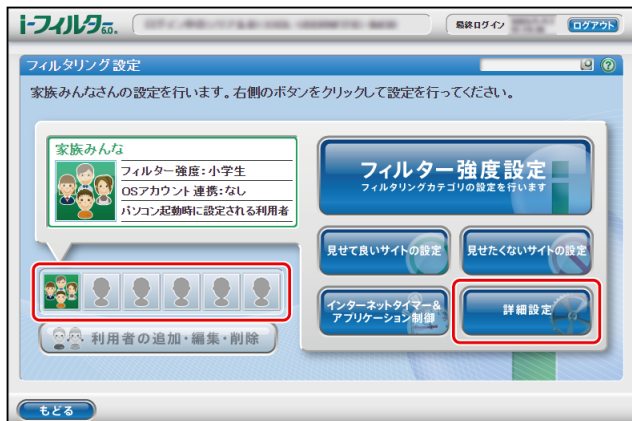 i-フィルター 6.0
最終ログイン
ログアウト
フィルタリング設定
家族みんなさんの設定を行います。右側のボタンをクリックして設定を行ってください。
家族みんな
フィルター強度:小学生
OSアカウント連携:なし
パソコン起動時に設定される利用者
フィルター強度設定
フィルタリングカテゴリの設定を行います
見せて良いサイトの設定
見せたくないサイトの設定
インターネットタイマー&
アプリケーション制御
詳細設定
利用者の追加・編集・削除
もどる